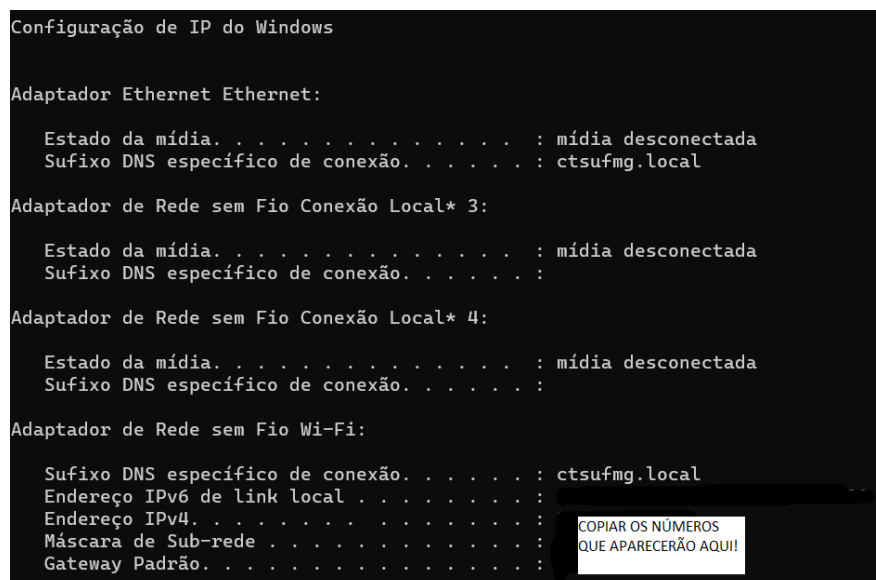 Configuração de IP do Windows
Adaptador Ethernet Ethernet:
Estado da mídia. . . . . . . . . . . . . . : mídia desconectada
Sufixo DNS específico de conexão. . . . . . : ctsufmg.local
Adaptador de Rede sem Fio Conexão Local* 3:
Estado da mídia. . . . . . . . . . . . . . : mídia desconectada
Sufixo DNS específico de conexão. . . . . . :
Adaptador de Rede sem Fio Conexão Local* 4:
Estado da mídia. . . . . . . . . . . . . . : mídia desconectada
Sufixo DNS específico de conexão. . . . . . :
Adaptador de Rede sem Fio Wi-Fi:
Sufixo DNS específico de conexão. . . . . . : ctsufmg.local
Endereço IPv6 de link local . . . . . . . . :
Endereço IPv4. . . . . . . . . . . . . . . :
Máscara de Sub-rede . . . . . . . . . . . . :
Gateway Padrão. . . . . . . . . . . . . . . :
COPIAR OS NÚMEROS
QUE APARECERÃO AQUI!